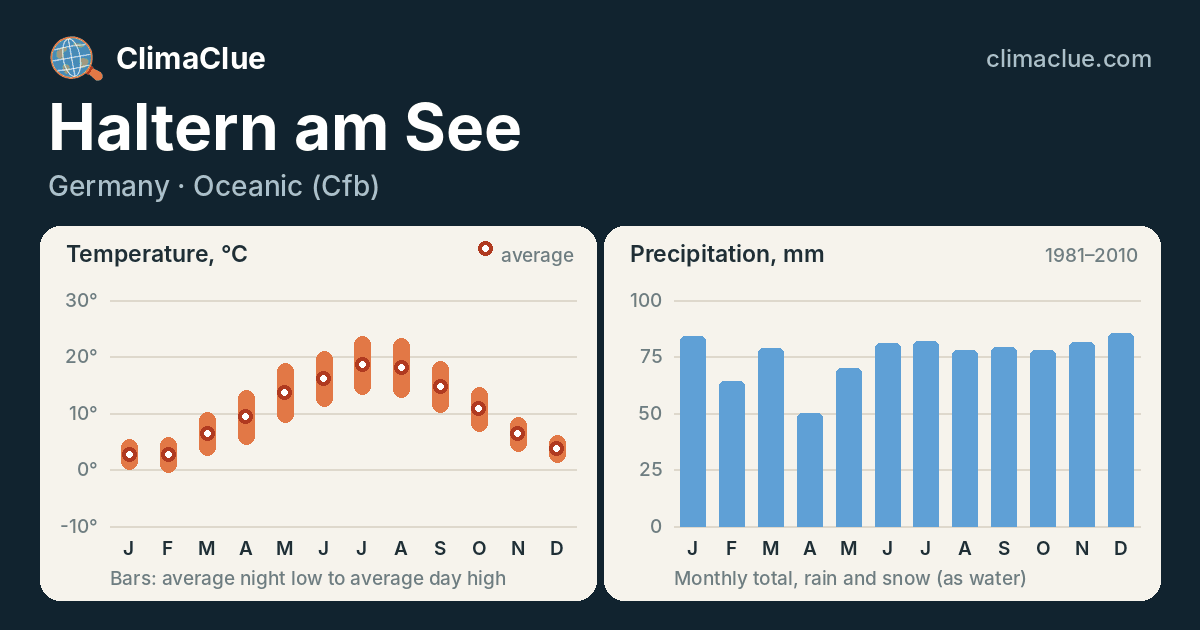 ClimaClue
climaclue.com
Haltern am See
Germany · Oceanic (Cfb)
Temperature, °C
average
30°
20°
10°
0°
-10°
J F M A M J J A S O N D
Bars: average night low to average day high
Precipitation, mm
1981–2010
100
75
50
25
0
J F M A M J J A S O N D
Monthly total, rain and snow (as water)